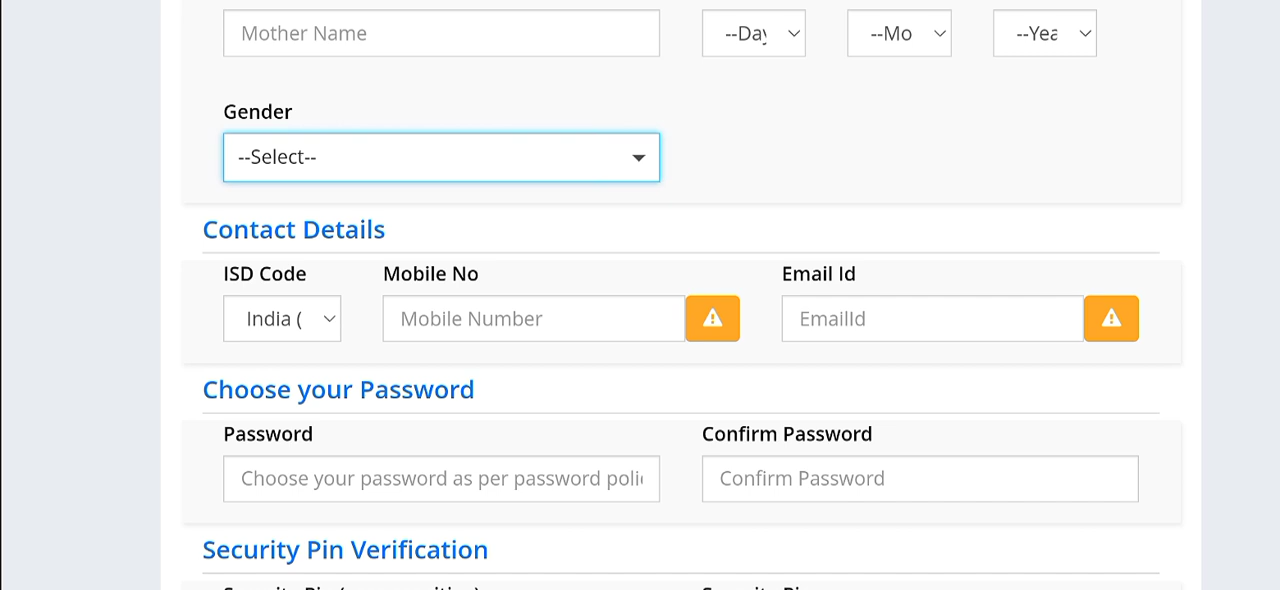 Mother Name --Day --Mo --Yea
Gender
--Select--
Contact Details
ISD Code Mobile No Email Id
India ( Mobile Number EmailId
Choose your Password
Password Confirm Password
Choose your password as per password poli Confirm Password
Security Pin Verification